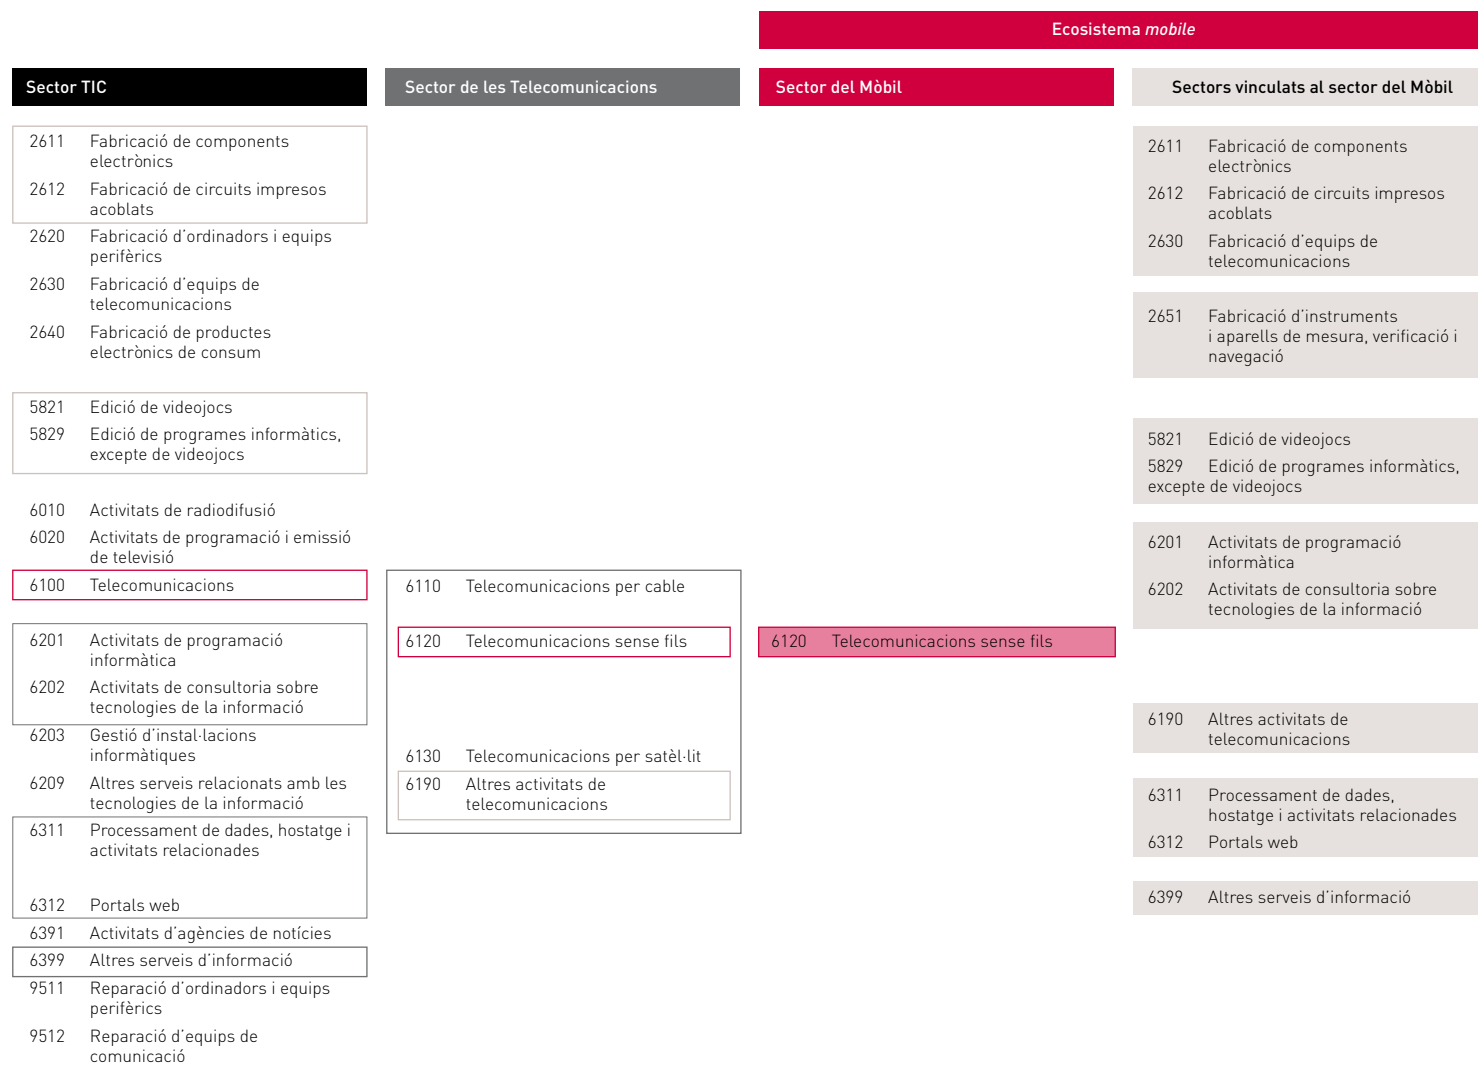 Ecosistema mobile
Sector TIC
2611 Fabricació de components
electrònics
2612 Fabricació de circuits impresos
acoblats
2620 Fabricació d'ordinadors i equips
perifèrics
2630 Fabricació d'equips de
telecomunicacions
2640 Fabricació de productes
electrònics de consum
5821 Edició de videojocs
5829 Edició de programes informàtics,
excepte de videojocs
6010 Activitats de radiodifusió
6020 Activitats de programació i emissió
de televisió
6100 Telecomunicacions
6201 Activitats de programació
informàtica
6202 Activitats de consultoria sobre
tecnologies de la informació
6203 Gestió d'instal·lacions
informàtiques
6209 Altres serveis relacionats amb les
tecnologies de la informació
6311 Processament de dades, hostatge i
activitats relacionades
6312 Portals web
6391 Activitats d'agències de notícies
6399 Altres serveis d'informació
9511 Reparació d'ordinadors i equips
perifèrics
9512 Reparació d'equips de
comunicació
Sector de les Telecomunicacions
6110 Telecomunicacions per cable
6120 Telecomunicacions sense fils
6130 Telecomunicacions per satèl·lit
6190 Altres activitats de
telecomunicacions
Sector del Mòbil
6120 Telecomunicacions sense fils
Sectors vinculats al sector del Mòbil
2611 Fabricació de components
electrònics
2612 Fabricació de circuits impresos
acoblats
2630 Fabricació d'equips de
telecomunicacions
2651 Fabricació d'instruments
i aparells de mesura, verificació i
navegació
5821 Edició de videojocs
5829 Edició de programes informàtics,
excepte de videojocs
6201 Activitats de programació
informàtica
6202 Activitats de consultoria sobre
tecnologies de la informació
6190 Altres activitats de
telecomunicacions
6311 Processament de dades,
hostatge i activitats relacionades
6312 Portals web
6399 Altres serveis d'informació